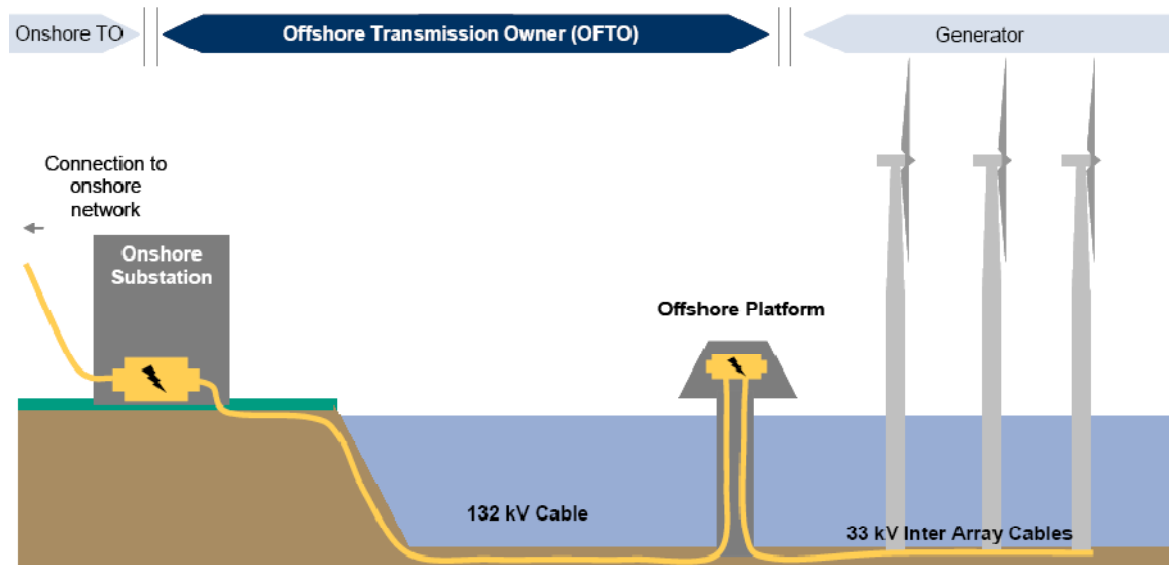 Onshore TO
Offshore Transmission Owner (OFTO)
Generator
Connection to
onshore
network
Onshore
Substation
Offshore Platform
132 kV Cable
33 kV Inter Array Cables